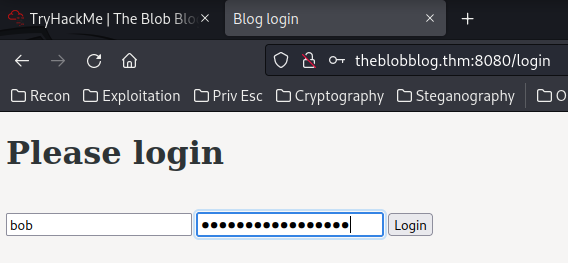 TryHackMe | The Blob Blo
Blog login
theblobblog.thm:8080/login
Recon Exploitation Priv Esc Cryptography Steganography O
Please login
bob ••••••••••••••••• Login